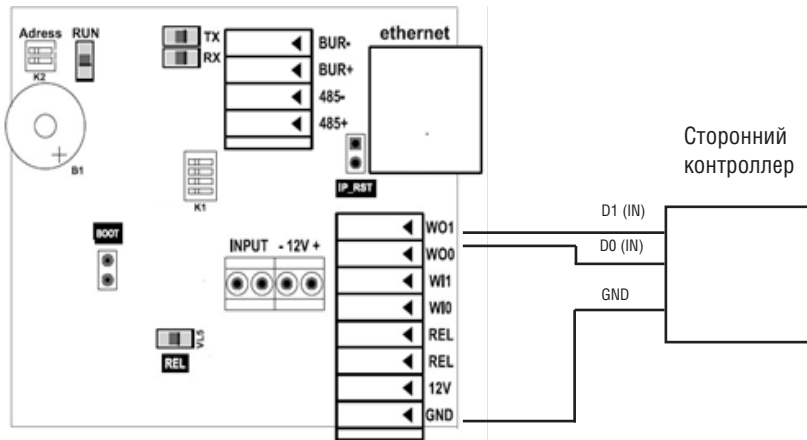 Adress
RUN
K2
B1
TX
RX
BUR-
BUR+
485-
485+
ethernet
IP_RST
K1
BOOT
INPUT - 12V +
VL5
REL
WO1
WO0
WI1
WI0
REL
REL
12V
GND
D1 (IN)
D0 (IN)
GND
Сторонний
контроллер